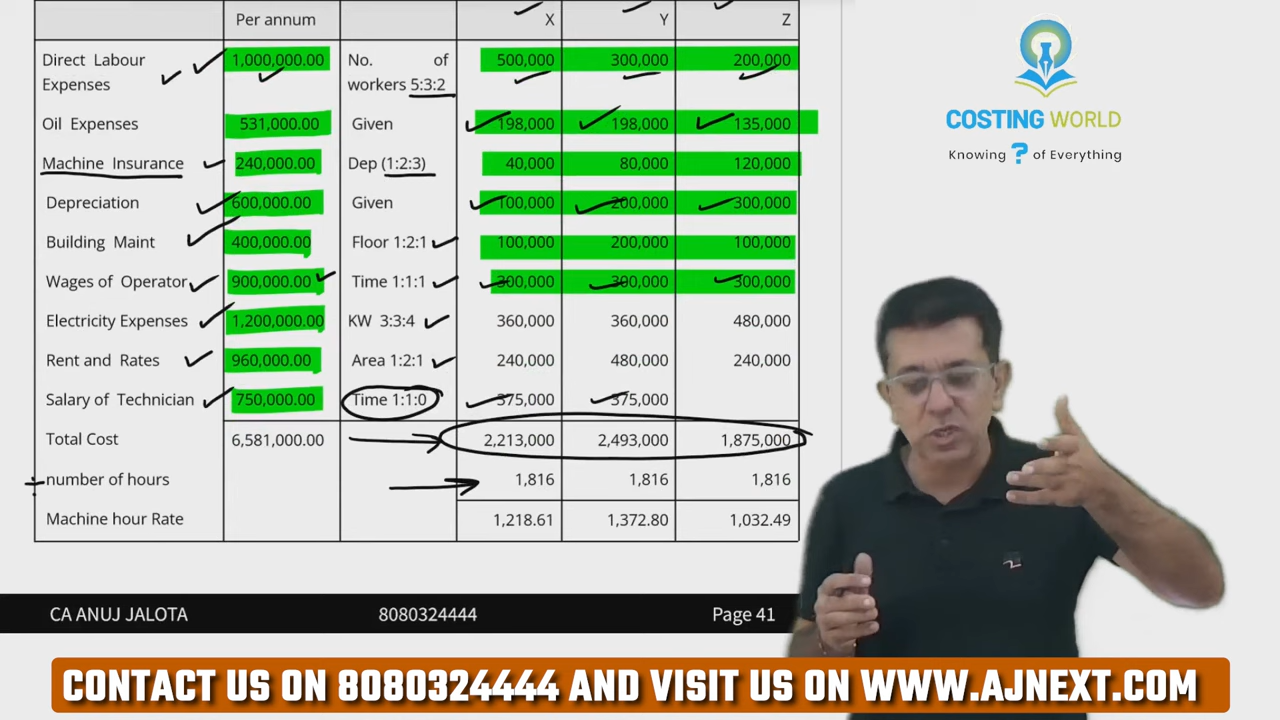 Per annum X Y Z
Direct Labour 1,000,000.00 No. of 500,000 300,000 200,000
Expenses workers 5:3:2
Oil Expenses 531,000.00 Given 198,000 198,000 135,000
Machine Insurance 240,000.00 Dep (1:2:3) 40,000 80,000 120,000
Depreciation 600,000.00 Given 100,000 200,000 300,000
Building Maint 400,000.00 Floor 1:2:1 100,000 200,000 100,000
Wages of Operator 900,000.00 Time 1:1:1 300,000 300,000 300,000
Electricity Expenses 1,200,000.00 KW 3:3:4 360,000 360,000 480,000
Rent and Rates 960,000.00 Area 1:2:1 240,000 480,000 240,000
Salary of Technician 750,000.00 Time 1:1:0 375,000 375,000
Total Cost 6,581,000.00 2,213,000 2,493,000 1,875,000
÷ number of hours 1,816 1,816 1,816
Machine hour Rate 1,218.61 1,372.80 1,032.49
CA ANUJ JALOTA 8080324444 Page 41
COSTING WORLD
Knowing ? of Everything
CONTACT US ON 8080324444 AND VISIT US ON WWW.AJNEXT.COM